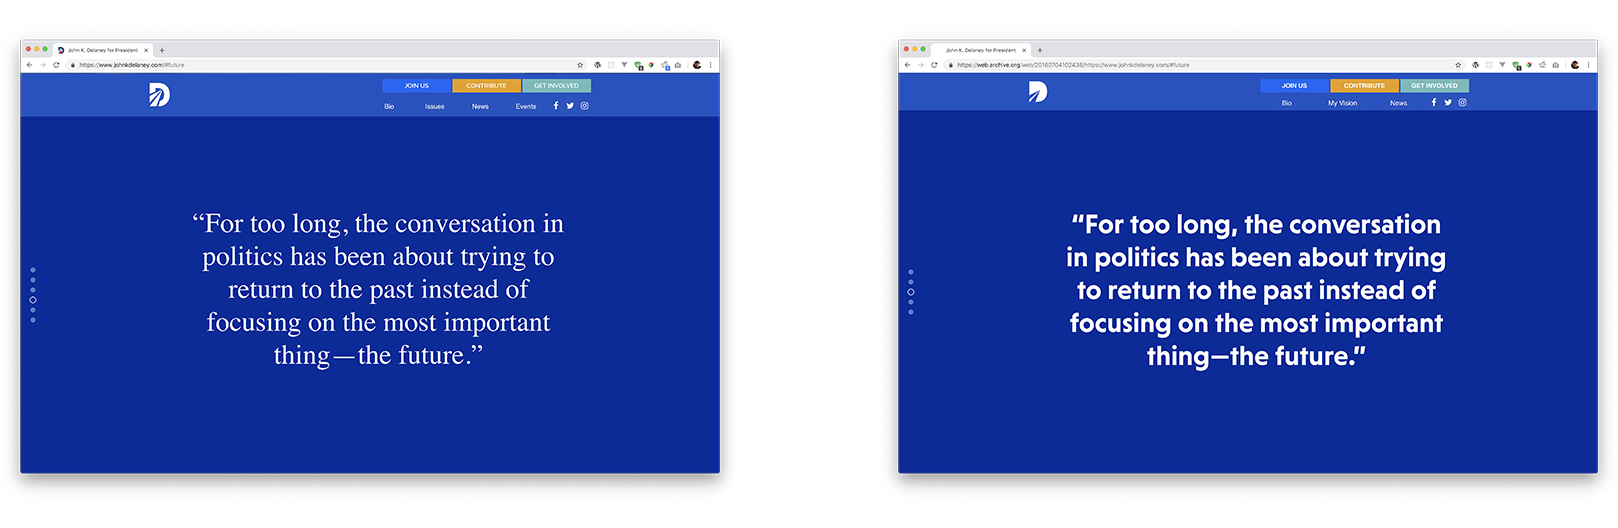 John K. Delaney for President
https://www.johnkdelaney.com/#future
JOIN US
CONTRIBUTE
GET INVOLVED
Bio
Issues
News
Events
“For too long, the conversation in
politics has been about trying to
return to the past instead of
focusing on the most important
thing—the future.”
John K. Delaney for President
https://web.archive.org/web/20180704102438/https://www.johnkdelaney.com/#future
JOIN US
CONTRIBUTE
GET INVOLVED
Bio
My Vision
News
“For too long, the conversation
in politics has been about trying
to return to the past instead of
focusing on the most important
thing—the future.”